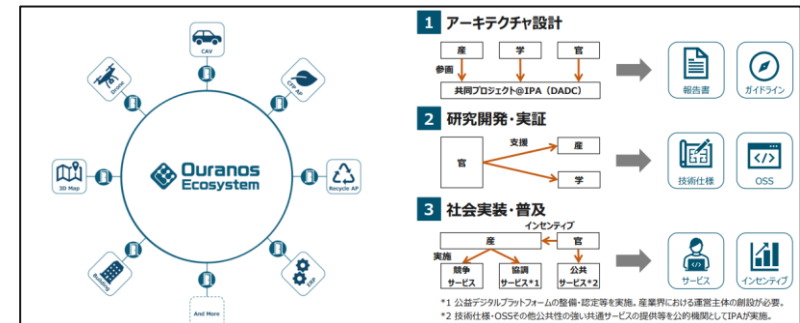 CAV
Drone
CFP AP
3D Map
Ouranos
Ecosystem
Recycle AP
Building
ERP
And More
1 アーキテクチャ設計
産 学 官
参画
共同プロジェクト@IPA（DADC）
報告書 ガイドライン
2 研究開発・実証
官 支援 産
学
技術仕様 OSS
3 社会実装・普及
インセンティブ
産 官
実施
競争 協調 公共
サービス サービス*1 サービス*2
サービス インセンティブ
*1 公益デジタルプラットフォームの整備・認定等を実施。産業界における運営主体の創設が必要。
*2 技術仕様・OSSその他公共性の強い共通サービスの提供等を公的機関としてIPAが実施。